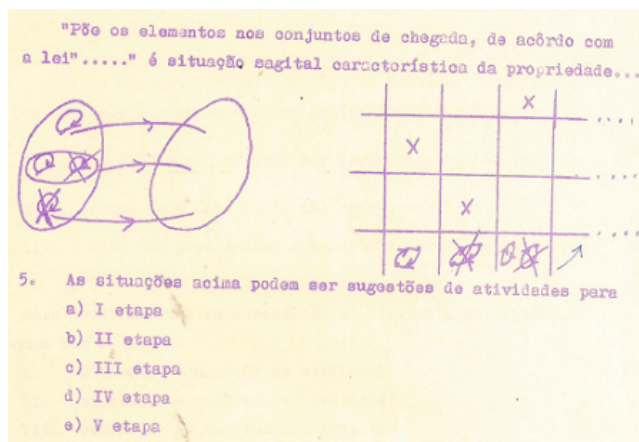 "Põe os elementos nos conjuntos de chegada, de acôrdo com
a lei"....." é situação sagital característica da propriedade...
X
X
X
5. As situações acima podem ser sugestões de atividades para
a) I etapa
b) II etapa
c) III etapa
d) IV etapa
e) V etapa